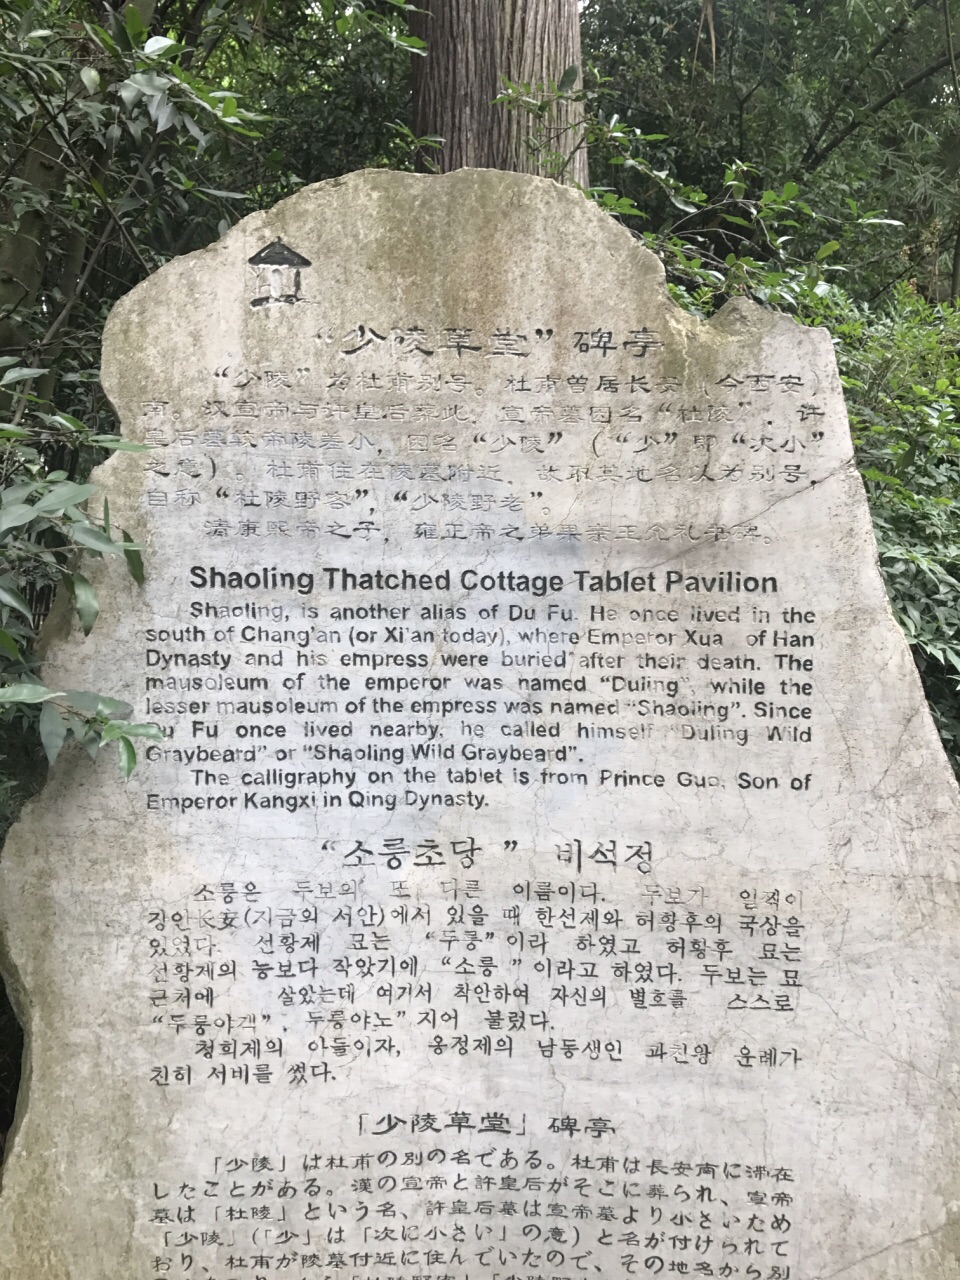 “少陵草堂”碑亭
“少陵”为杜甫别号。杜甫曾居长安（今西安）
南。汉宣帝与许皇后葬此，宣帝墓因名“杜陵”，许
皇后墓较帝陵差小，因名“少陵”（“少”即“次小”
之意）。杜甫住在陵墓附近，故取其地名以为别号，
自称“杜陵野客”，“少陵野老”。
清康熙帝之子，雍正帝之弟果亲王允礼书碑。
Shaoling Thatched Cottage Tablet Pavilion
Shaoling, is another alias of Du Fu. He once lived in the
south of Chang'an (or Xi'an today), where Emperor Xua of Han
Dynasty and his empress were buried after their death. The
mausoleum of the emperor was named “Duling”, while the
lesser mausoleum of the empress was named “Shaoling”. Since
Du Fu once lived nearby, he called himself “Duling Wild
Graybeard” or “Shaoling Wild Graybeard”.
The calligraphy on the tablet is from Prince Guo, Son of
Emperor Kangxi in Qing Dynasty.
“소릉초당” 비석정
소릉은 두보의 또 다른 이름이다. 두보가 일찍이
장안长安(지금의 서안)에서 있을 때 한선제와 허황후의 국상을
있었다. 선황제 묘는 “두릉”이라 하였고 허황후 묘는
선황제의 능보다 작았기에 “소릉”이라고 하였다. 두보는 묘
근처에 살았는데 여기서 착안하여 자신의 별호를 스스로
“두릉야객”, 두릉야노”지어 불렀다.
청희제의 아들이자, 옹정제의 남동생인 과친왕 윤례가
친히 서비를 썼다.
「少陵草堂」碑亭
「少陵」は杜甫の別の名である。杜甫は長安南に滞在
したことがある。漢の宣帝と許皇后がそこに葬られ、宣帝
墓は「杜陵」という名、許皇后墓は宣帝墓より小さいため
「少陵」(「少」は「次に小さい」の意）と名が付けられて
おり、杜甫が陵墓付近に住んでいたので、その地名から別